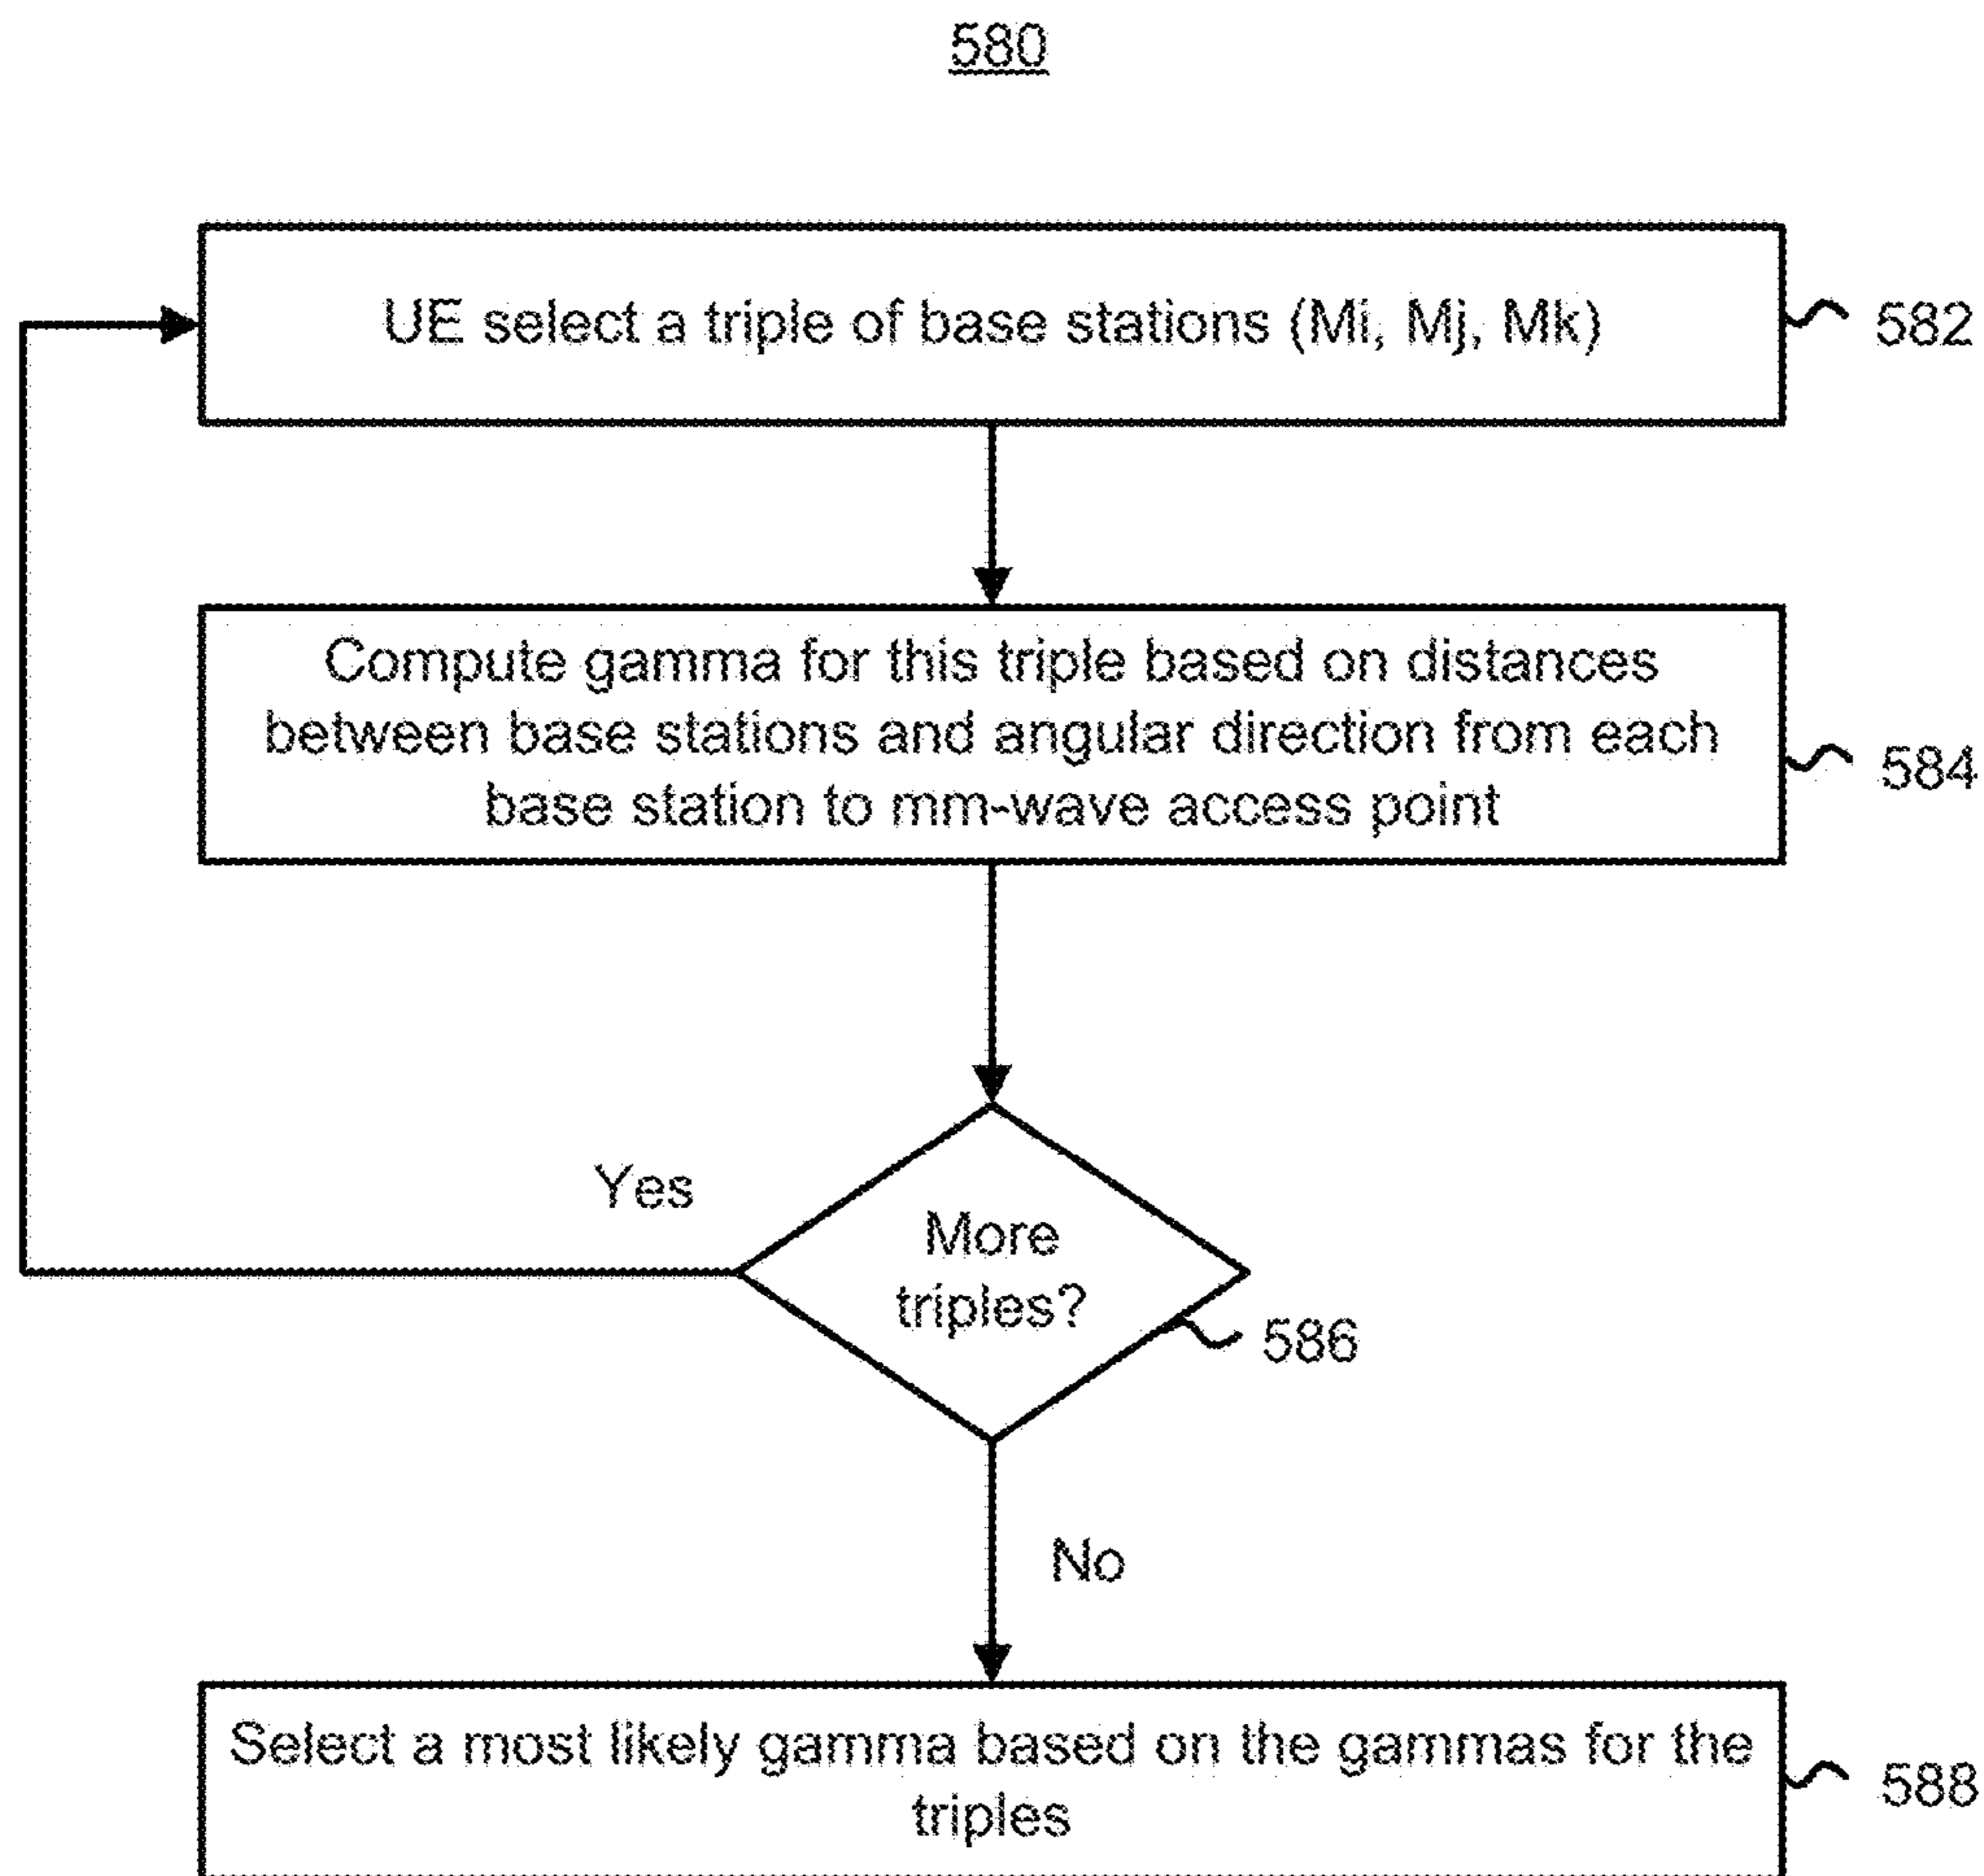 580
UE select a triple of base stations (Mi, Mj, Mk)
582
Compute gamma for this triple based on distances
between base stations and angular direction from each
base station to mm-wave access point
584
Yes
More
triples?
586
No
Select a most likely gamma based on the gammas for the
triples
588